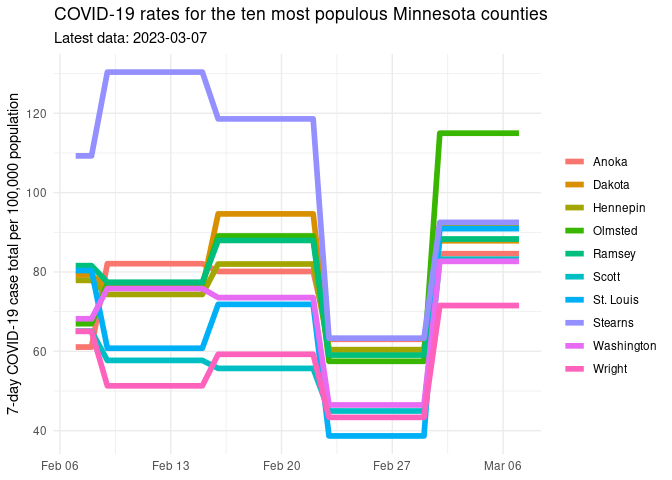 COVID-19 rates for the ten most populous Minnesota counties
Latest data: 2023-03-07
7-day COVID-19 case total per 100,000 population
120
100
80
60
40
Feb 06
Feb 13
Feb 20
Feb 27
Mar 06
Anoka
Dakota
Hennepin
Olmsted
Ramsey
Scott
St. Louis
Stearns
Washington
Wright